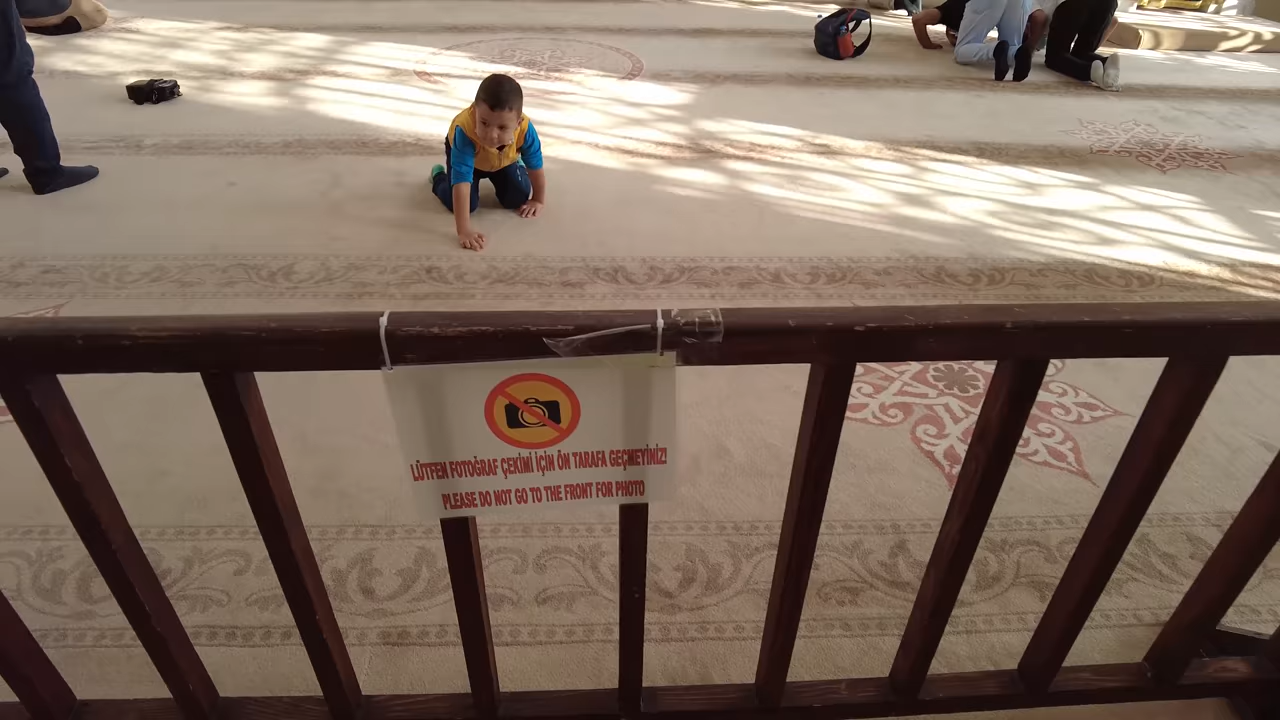 LÜTFEN FOTOĞRAF ÇEKİMİ İÇİN ÖN TARAFA GEÇMEYİNİZ!
PLEASE DO NOT GO TO THE FRONT FOR PHOTO